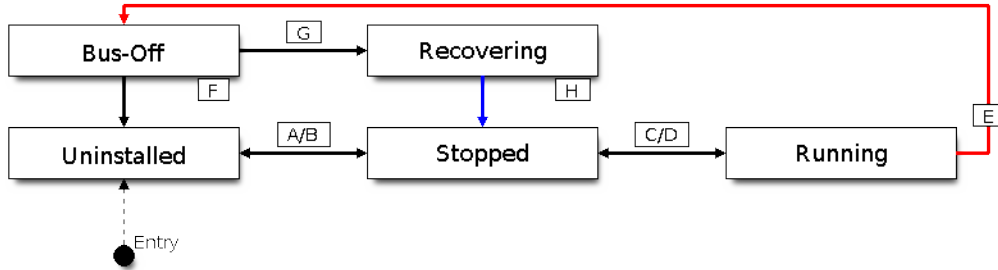 G
Bus-Off
Recovering
F
H
E
A/B
C/D
Uninstalled
Stopped
Running
Entry